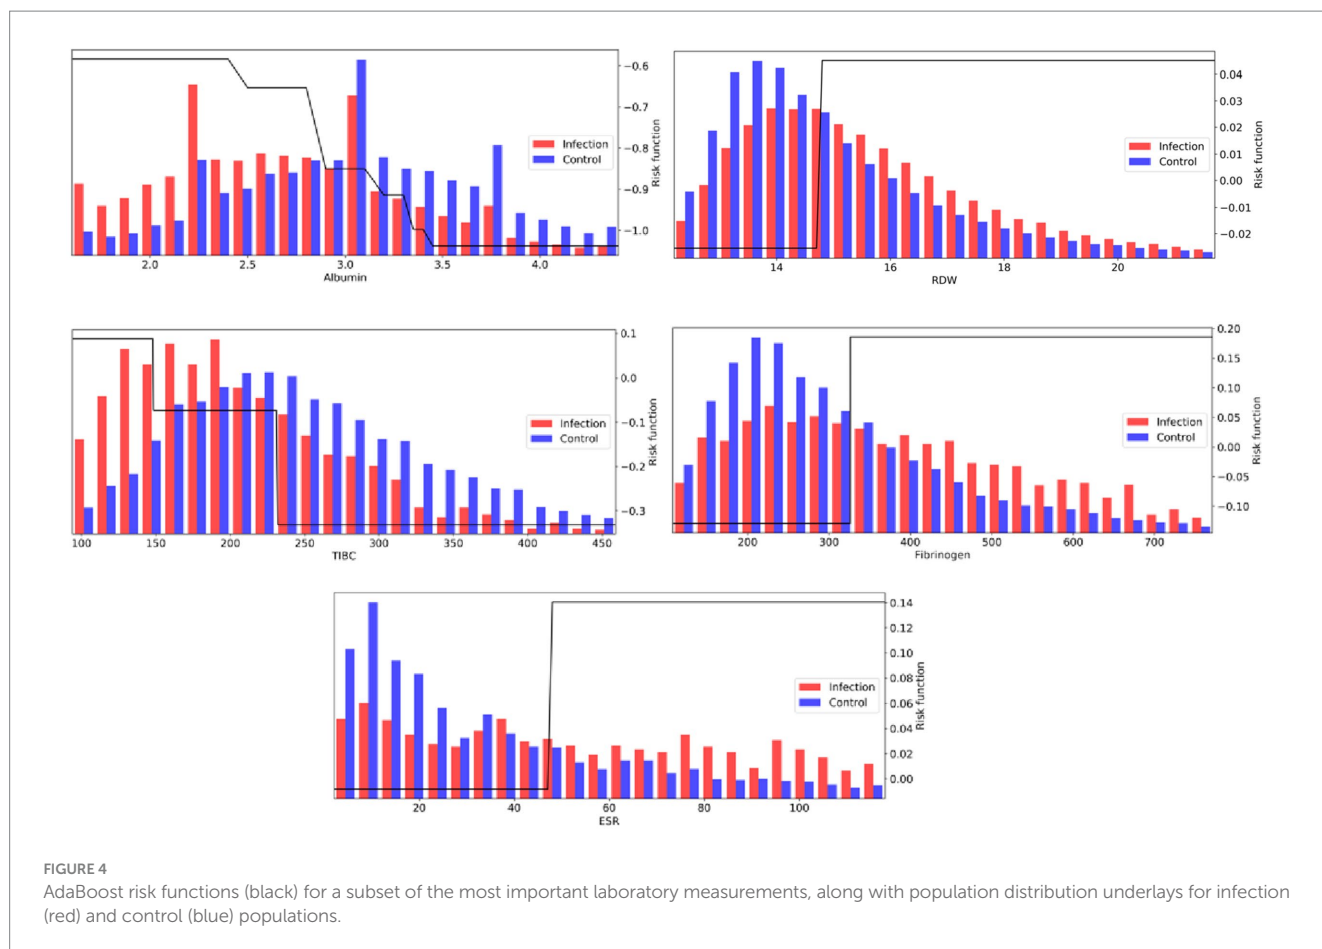 −0.6
−0.7
−0.8
−0.9
−1.0
Risk function
Infection
Control
2.0 2.5 3.0 3.5 4.0
Albumin
0.04
0.03
0.02
0.01
0.00
−0.01
−0.02
Risk function
Infection
Control
14 16 18 20
RDW
0.1
0.0
−0.1
−0.2
−0.3
Risk function
Infection
Control
100 150 200 250 300 350 400 450
TIBC
0.20
0.15
0.10
0.05
0.00
−0.05
−0.10
Risk function
Infection
Control
200 300 400 500 600 700
Fibrinogen
0.14
0.12
0.10
0.08
0.06
0.04
0.02
0.00
Risk function
Infection
Control
20 40 60 80 100
ESR
FIGURE 4
AdaBoost risk functions (black) for a subset of the most important laboratory measurements, along with population distribution underlays for infection
(red) and control (blue) populations.